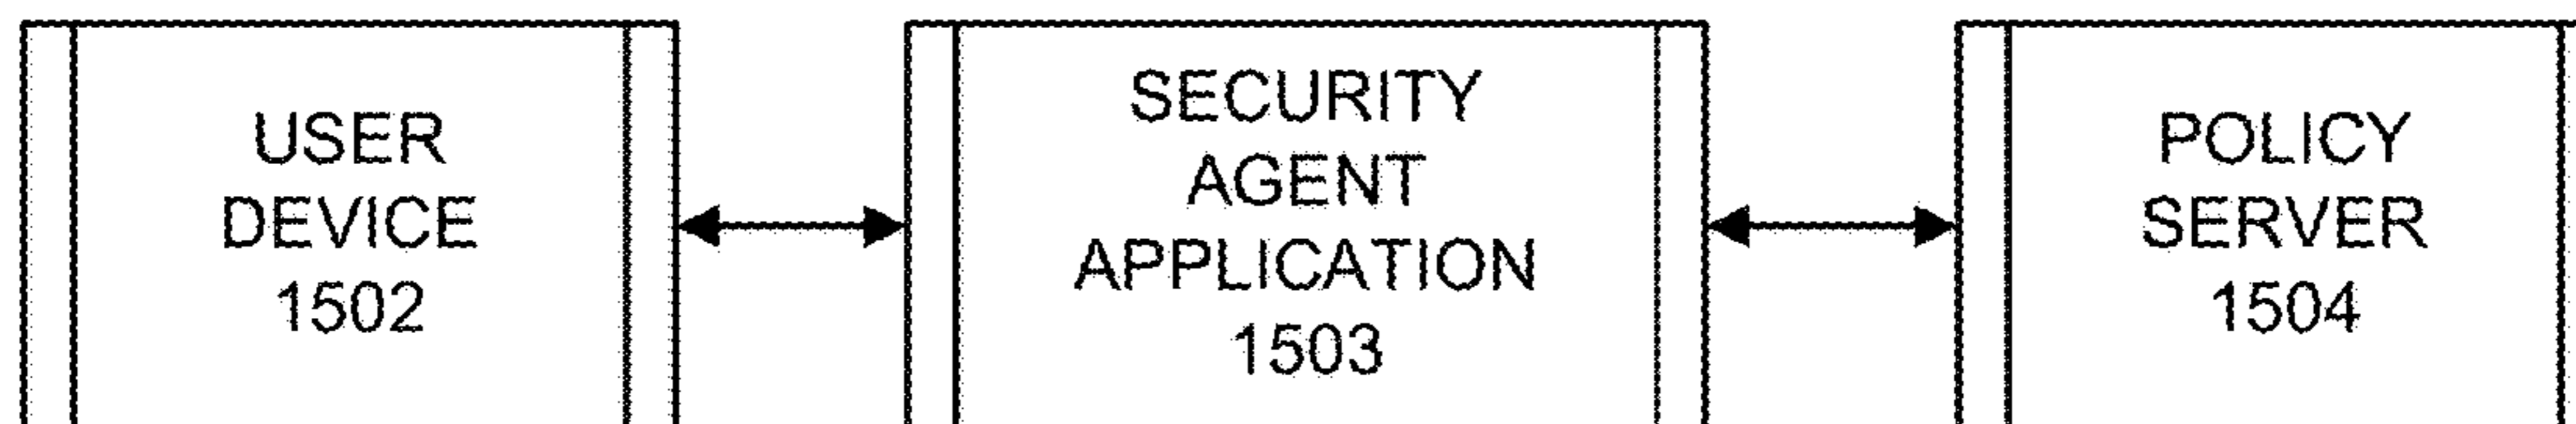 USER
DEVICE
1502
SECURITY
AGENT
APPLICATION
1503
POLICY
SERVER
1504